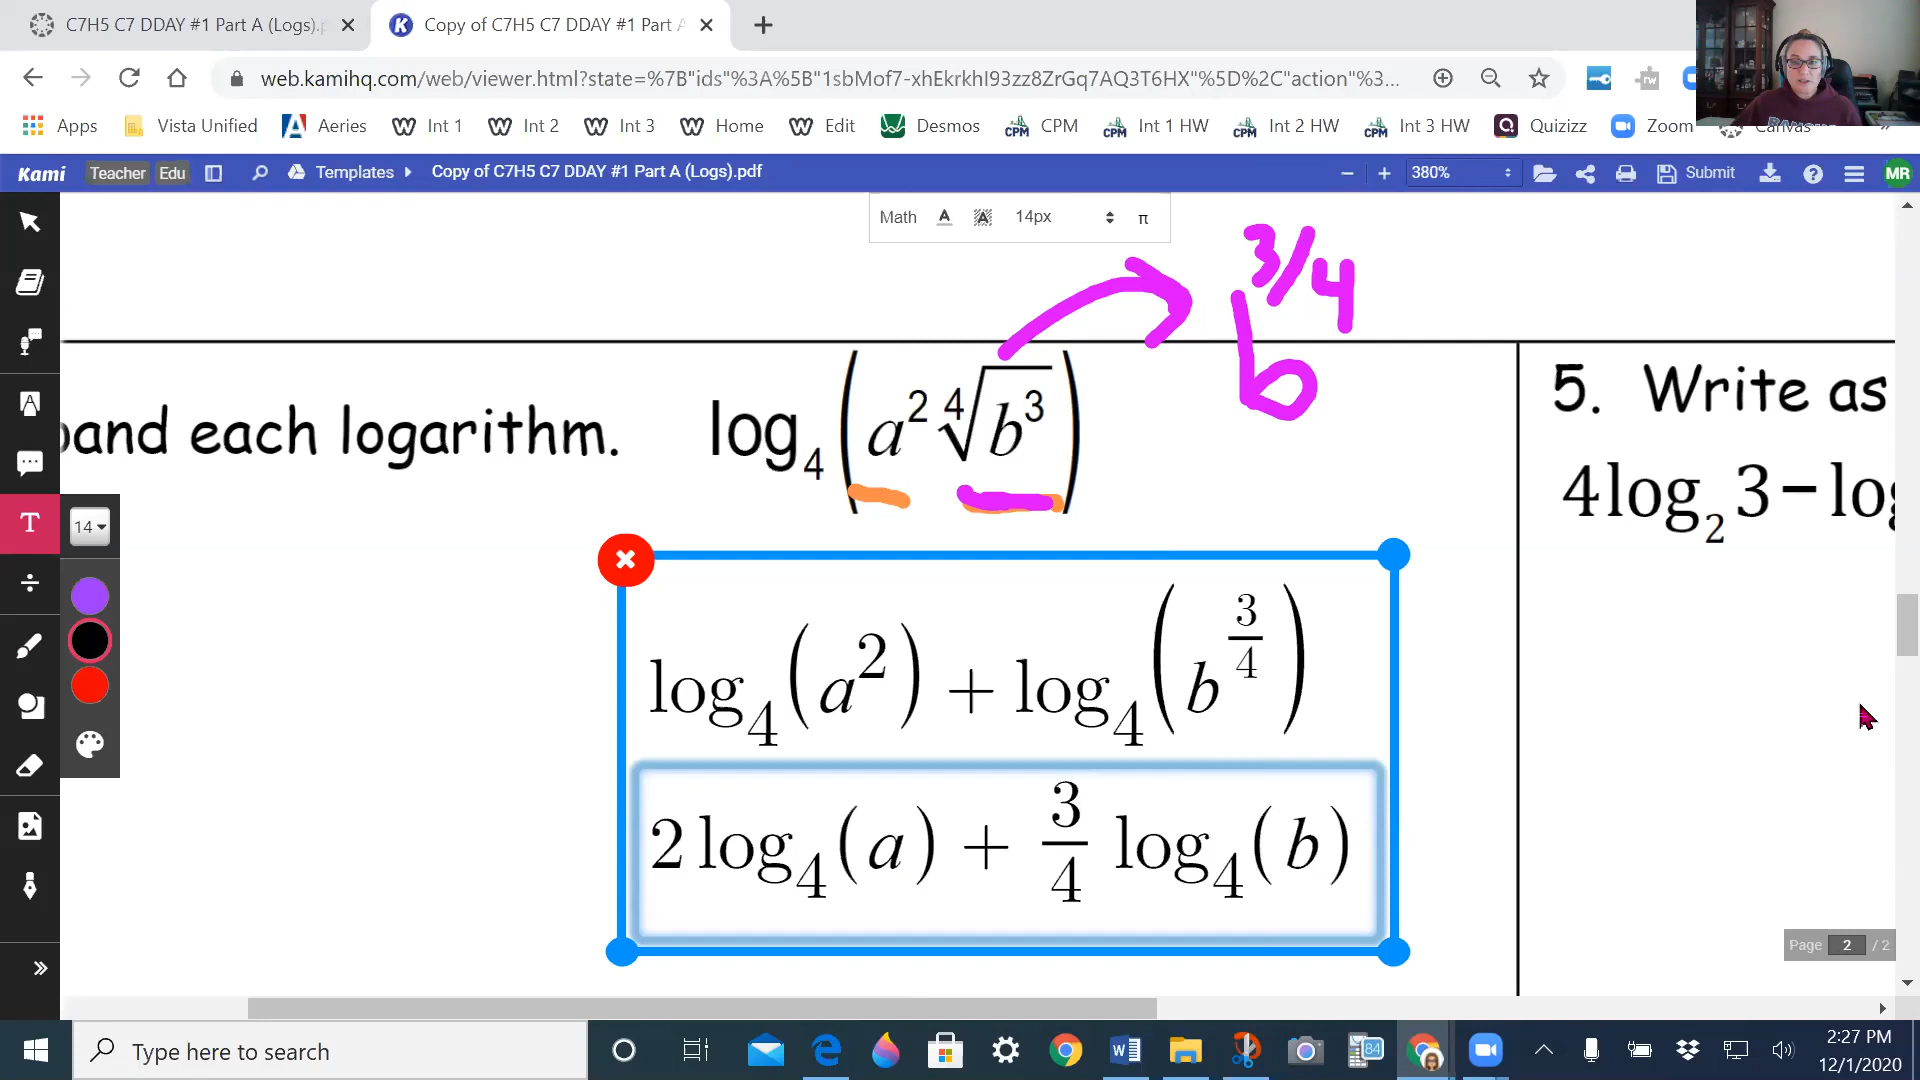 C7H5 C7 DDAY #1 Part A (Logs).p
Copy of C7H5 C7 DDAY #1 Part A
web.kamihq.com/web/viewer.html?state=%7B"ids"%3A%5B"1sbMof7-xhEkrkhI93zz8ZrGq7AQ3T6HX"%5D%2C"action"%3...
Apps Vista Unified Aeries Int 1 Int 2 Int 3 Home Edit Desmos CPM Int 1 HW Int 2 HW Int 3 HW Quizizz Zoom Canvas
Kami Teacher Edu Templates Copy of C7H5 C7 DDAY #1 Part A (Logs).pdf 380% Submit MR
Math A 14px π
b^{3/4}
pand each logarithm. log₄(a² ∜b³)
5. Write as
4log₂3−log
T 14
log₄(a²) + log₄(b^{3/4})
2 log₄(a) + 3/4 log₄(b)
Page 2 / 2
Type here to search
84
2:27 PM
12/1/2020